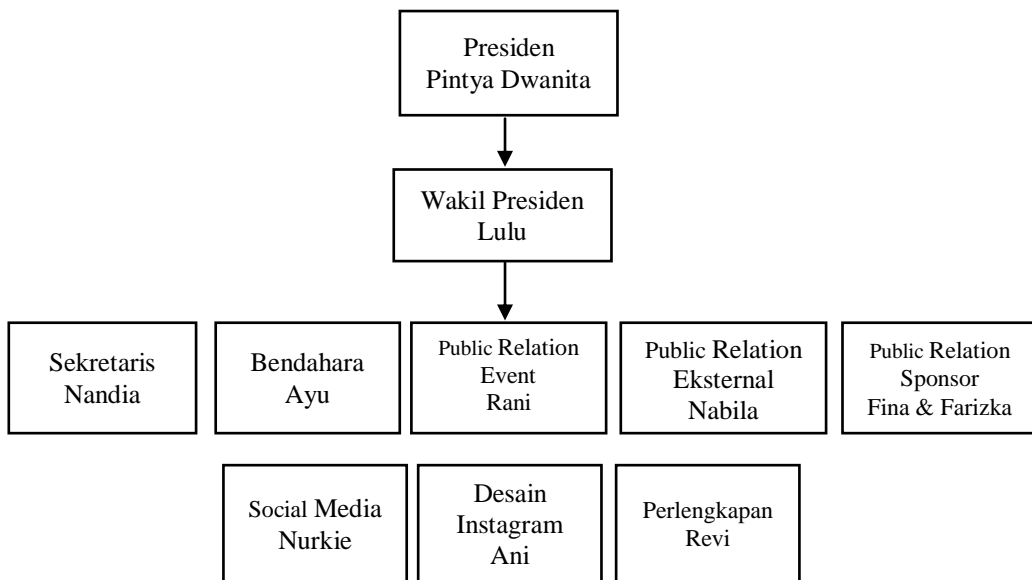 Presiden
Pintya Dwanita
Wakil Presiden
Lulu
Sekretaris
Nandia
Bendahara
Ayu
Public Relation
Event
Rani
Public Relation
Eksternal
Nabila
Public Relation
Sponsor
Fina & Farizka
Social Media
Nurkie
Desain
Instagram
Ani
Perlengkapan
Revi